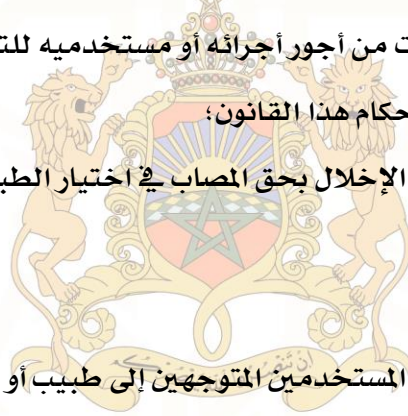 ت من أجور أجرائه أو مستخدميه للت
حكام هذا القانون؛
الإخلال بحق المصاب في اختيار الطب
المستخدمين المتوجهين إلى طبيب أو